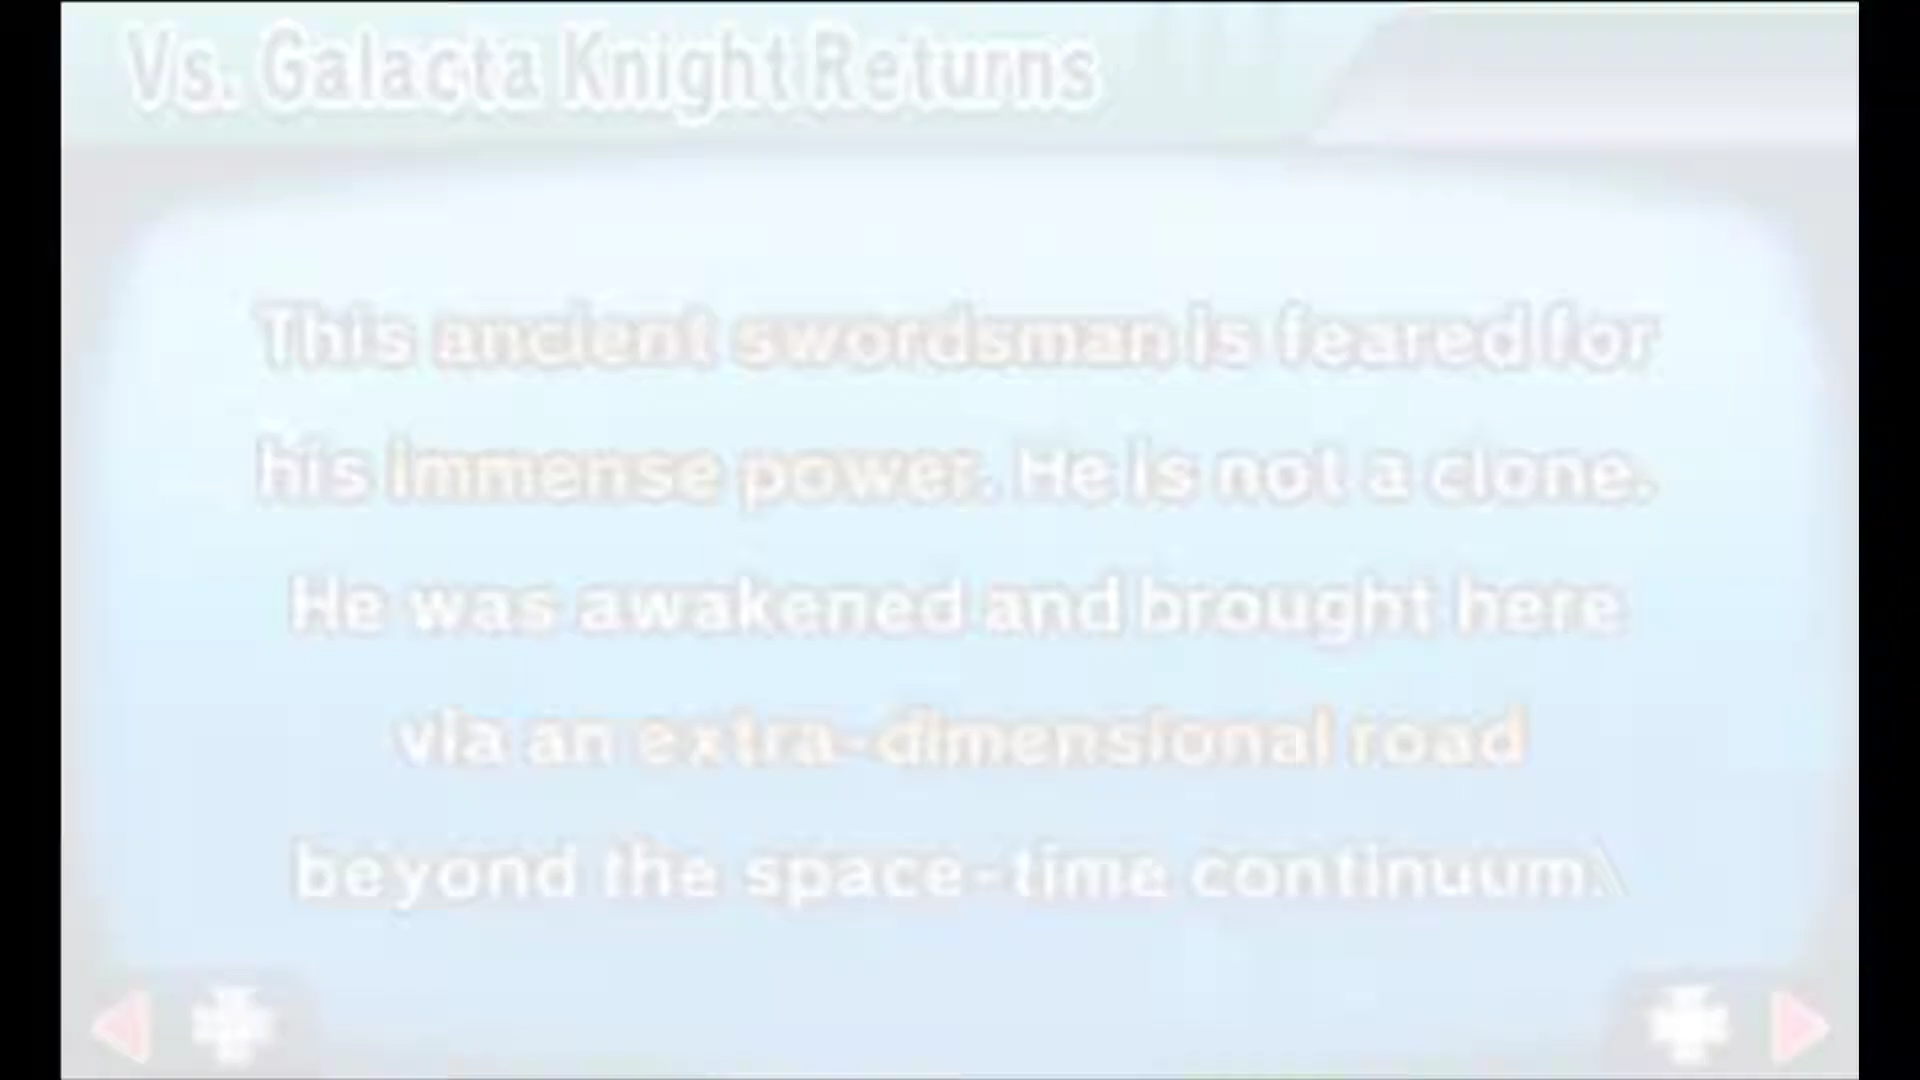 Vs. Galacta Knight Returns
This ancient swordsman is feared for
his immense power. He is not a clone.
He was awakened and brought here
via an extra-dimensional road
beyond the space-time continuum.\